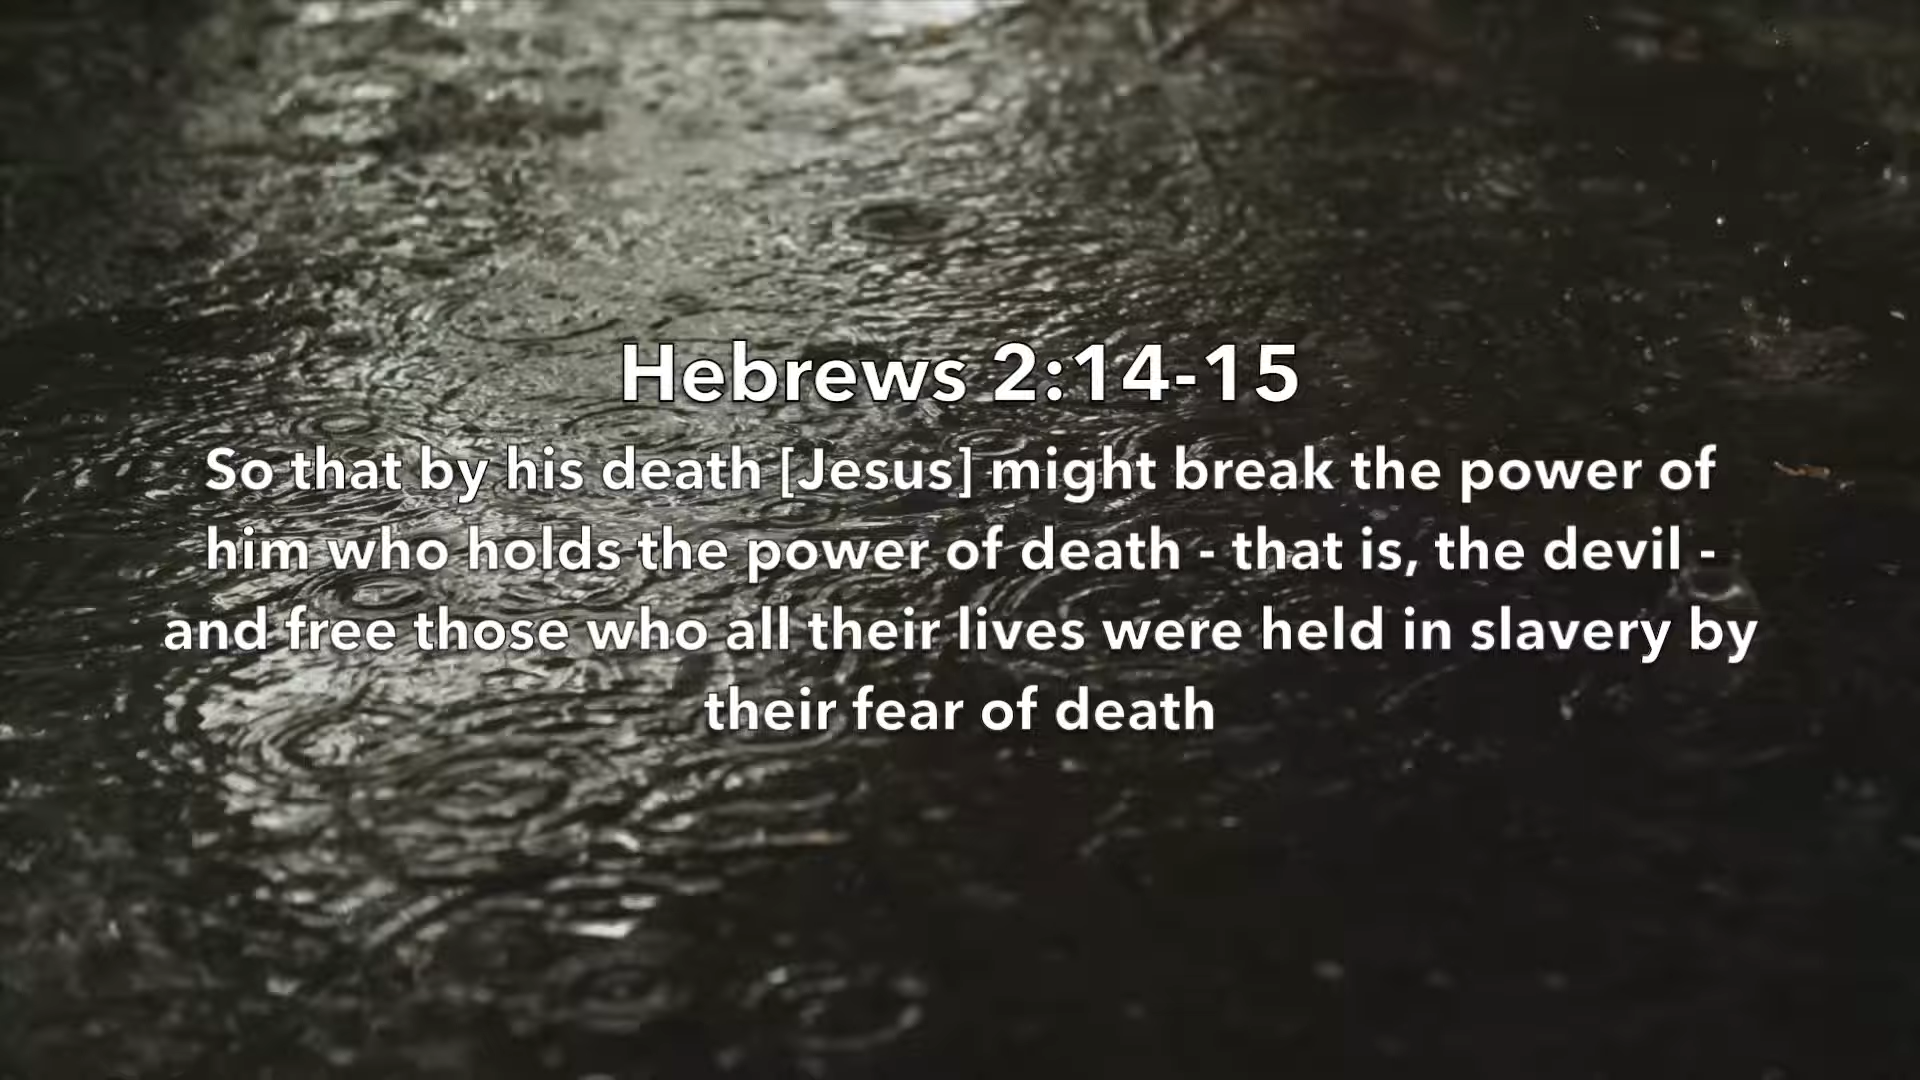 Hebrews 2:14-15
So that by his death [Jesus] might break the power of
him who holds the power of death - that is, the devil -
and free those who all their lives were held in slavery by
their fear of death